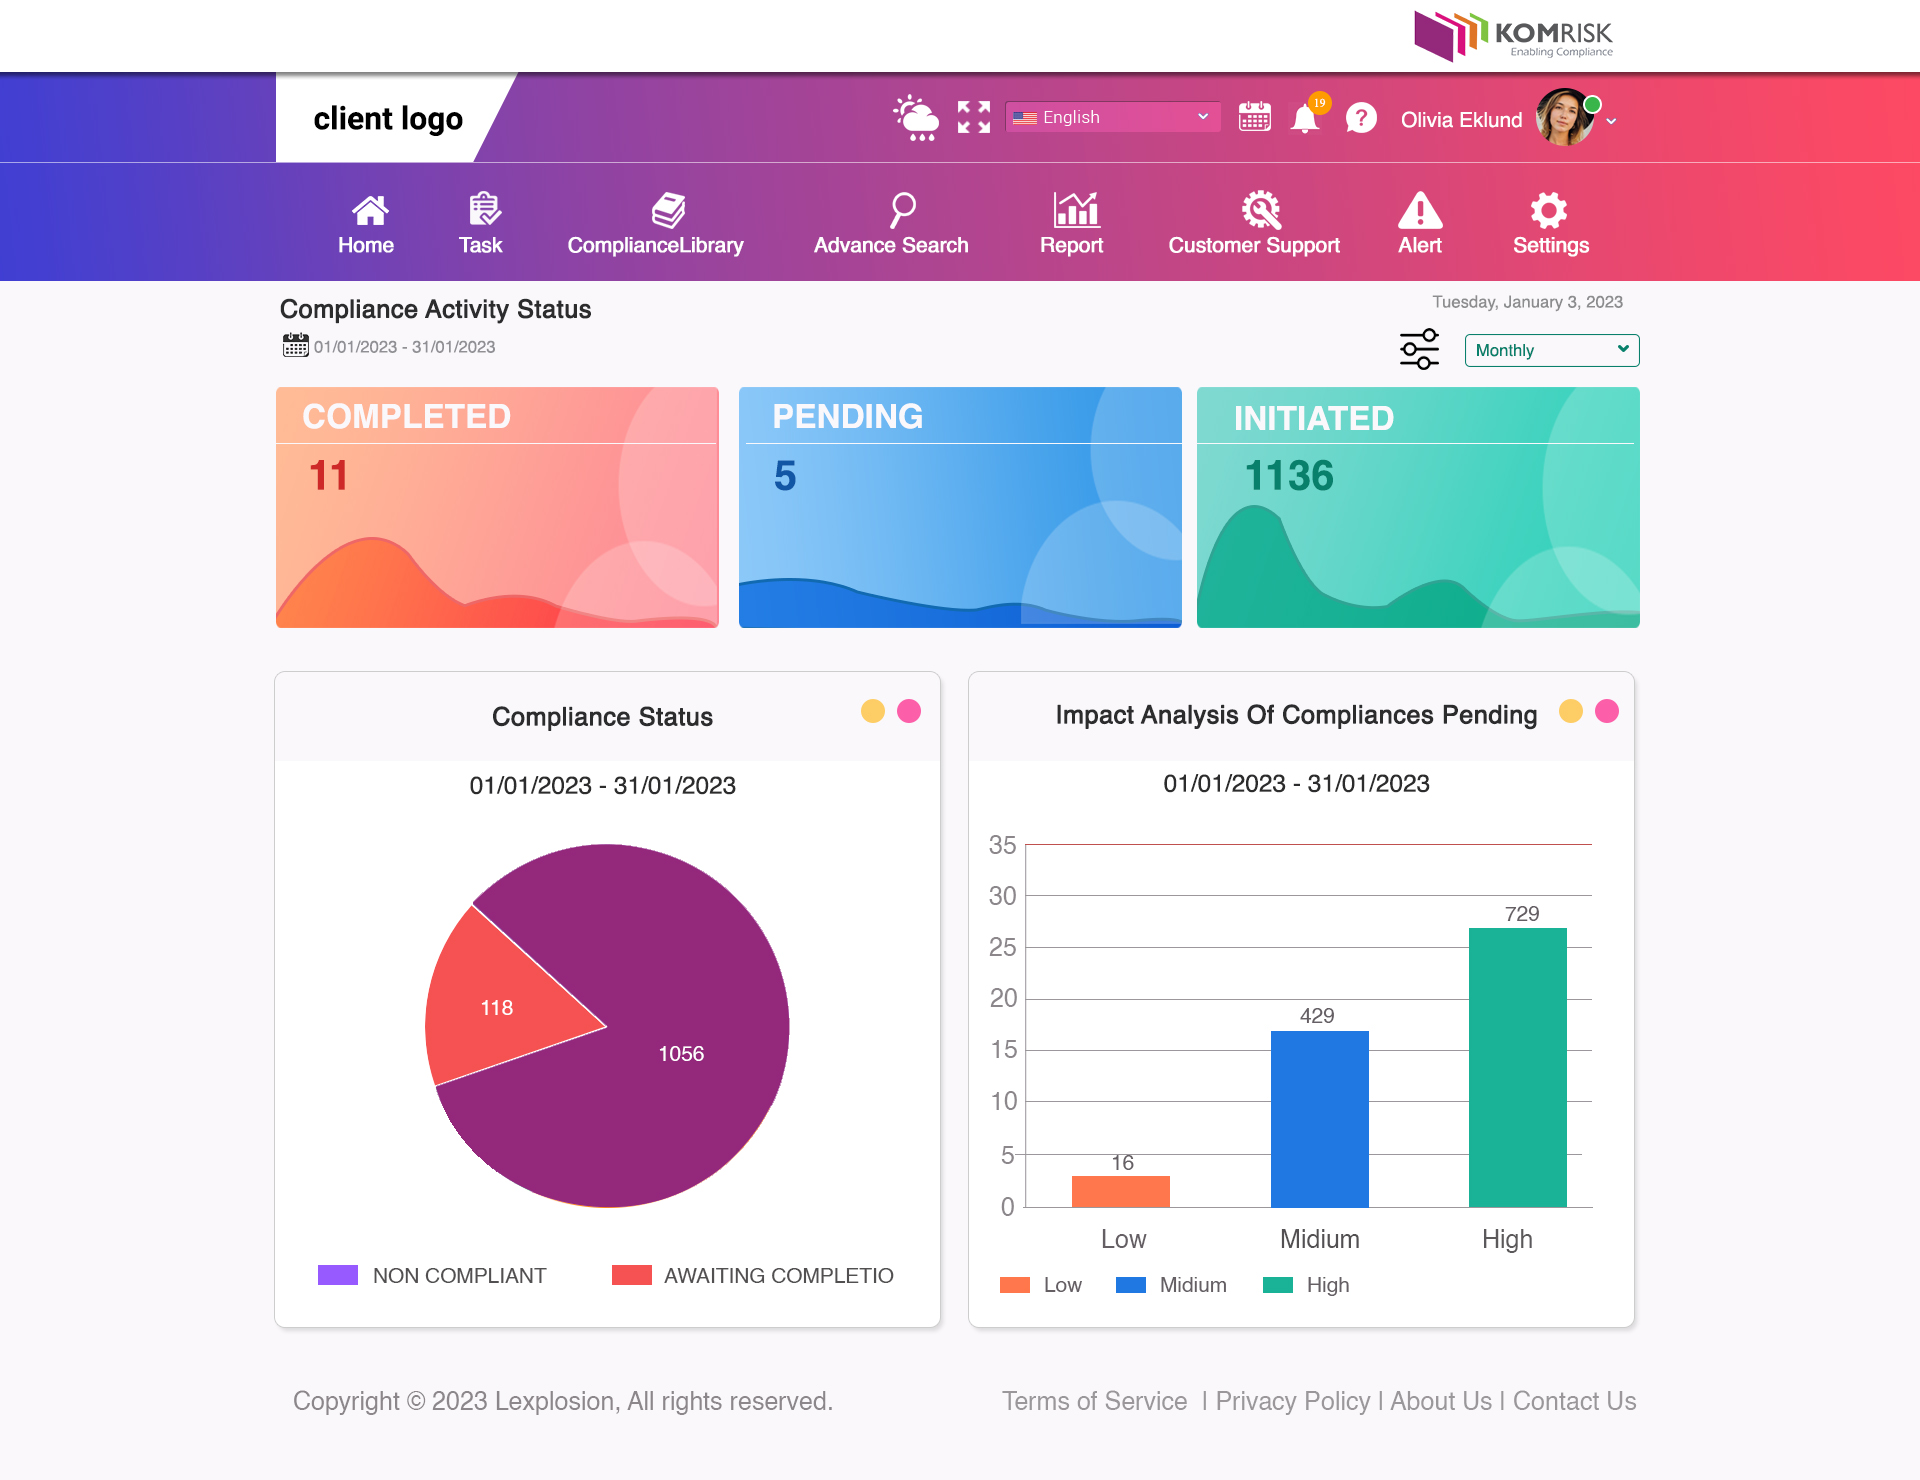 KOMRISK
Enabling Compliance
client logo
English
19
?
Olivia Eklund
Home
Task
ComplianceLibrary
Advance Search
Report
Customer Support
Alert
Settings
Compliance Activity Status
Tuesday, January 3, 2023
01/01/2023 - 31/01/2023
Monthly
COMPLETED
11
PENDING
5
INITIATED
1136
Compliance Status
01/01/2023 - 31/01/2023
118
1056
NON COMPLIANT
AWAITING COMPLETIO
Impact Analysis Of Compliances Pending
01/01/2023 - 31/01/2023
35
30
25
20
15
10
5
0
16
429
729
Low
Midium
High
Low
Midium
High
Copyright © 2023 Lexplosion, All rights reserved.
Terms of Service | Privacy Policy | About Us | Contact Us